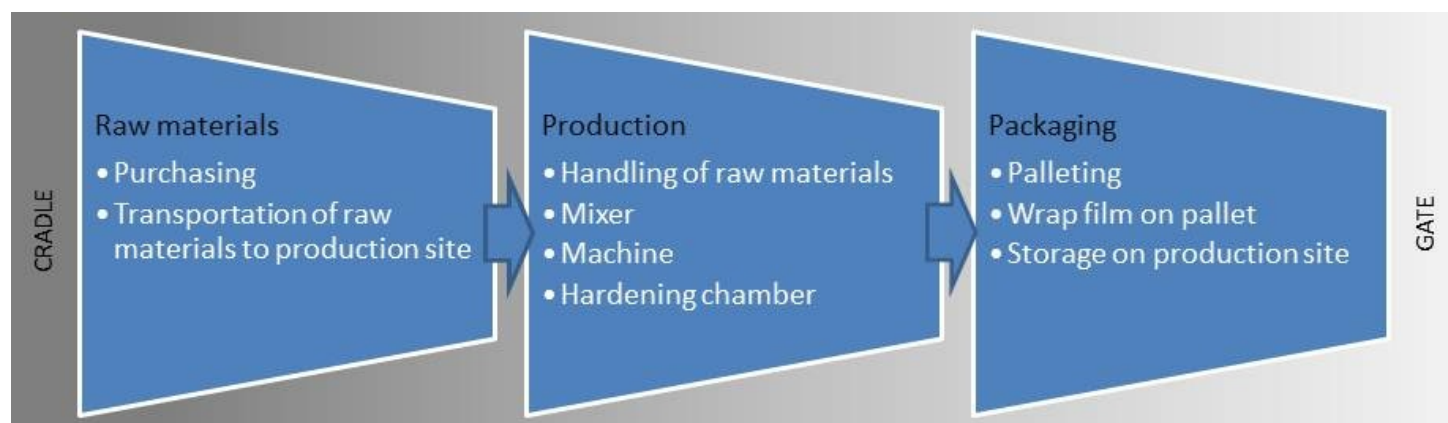 CRADLE
Raw materials
• Purchasing
• Transportation of raw
materials to production site
Production
• Handling of raw materials
• Mixer
• Machine
• Hardening chamber
Packaging
• Palleting
• Wrap film on pallet
• Storage on production site
GATE